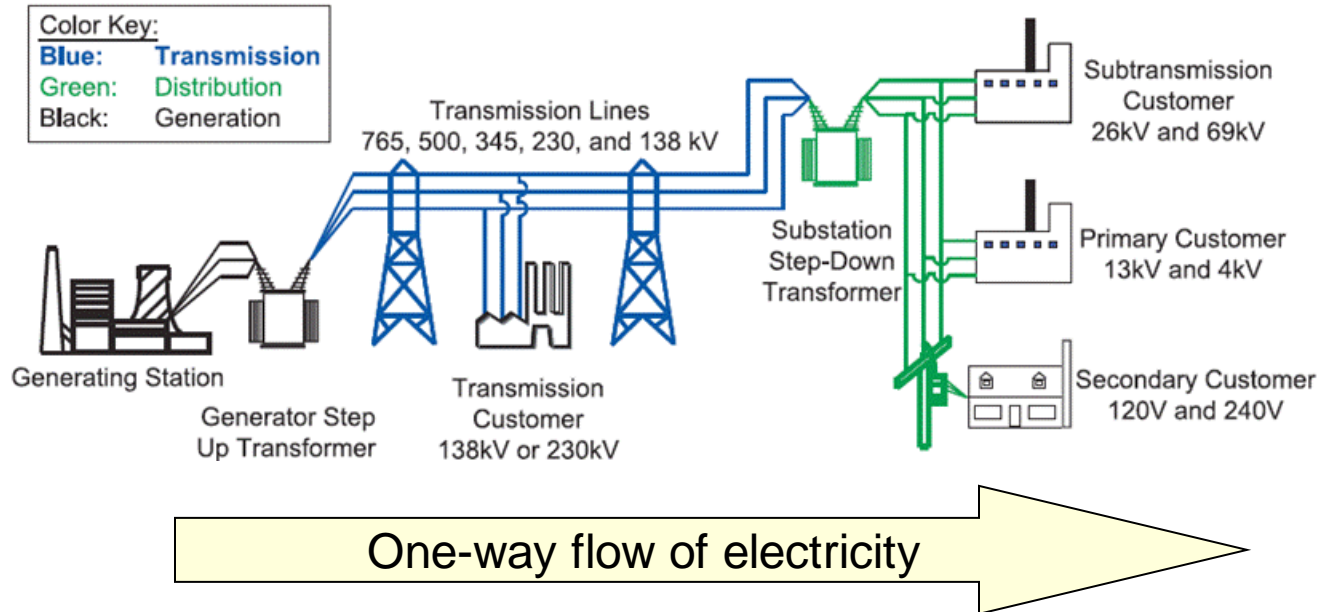 Color Key:
Blue: Transmission
Green: Distribution
Black: Generation
Transmission Lines
765, 500, 345, 230, and 138 kV
Subtransmission
Customer
26kV and 69kV
Substation
Step-Down
Transformer
Primary Customer
13kV and 4kV
Generating Station
Generator Step
Up Transformer
Transmission
Customer
138kV or 230kV
Secondary Customer
120V and 240V
One-way flow of electricity